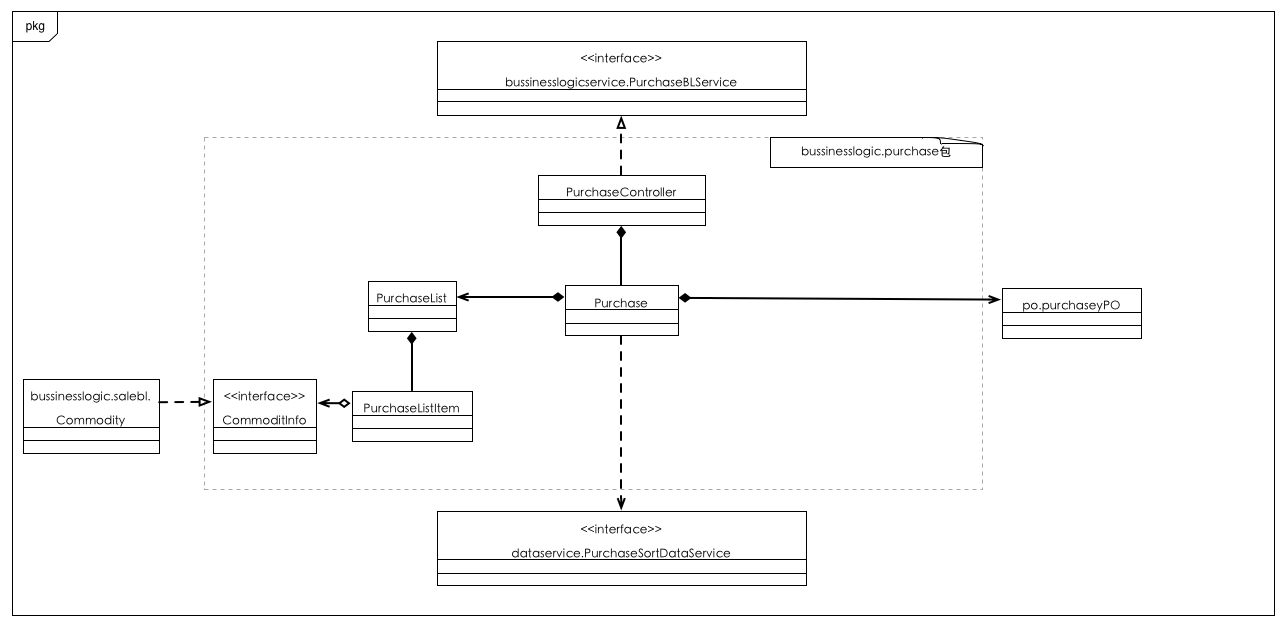 pkg
<<interface>>
bussinesslogicservice.PurchaseBLService
bussinesslogic.purchase包
PurchaseController
PurchaseList
Purchase
po.purchaseyPO
bussinesslogic.salebl.
Commodity
<<interface>>
CommoditInfo
PurchaseListItem
<<interface>>
dataservice.PurchaseSortDataService